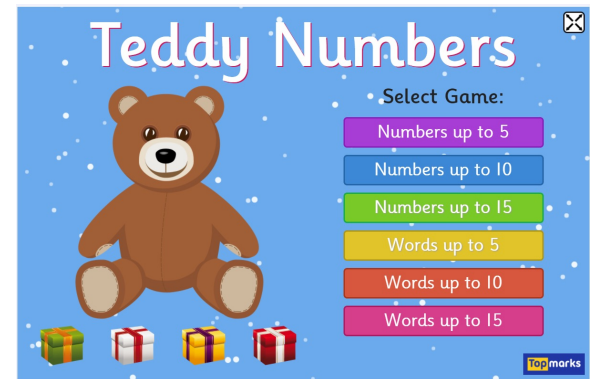 Teddy Numbers
Select Game:
Numbers up to 5
Numbers up to 10
Numbers up to 15
Words up to 5
Words up to 10
Words up to 15
Topmarks